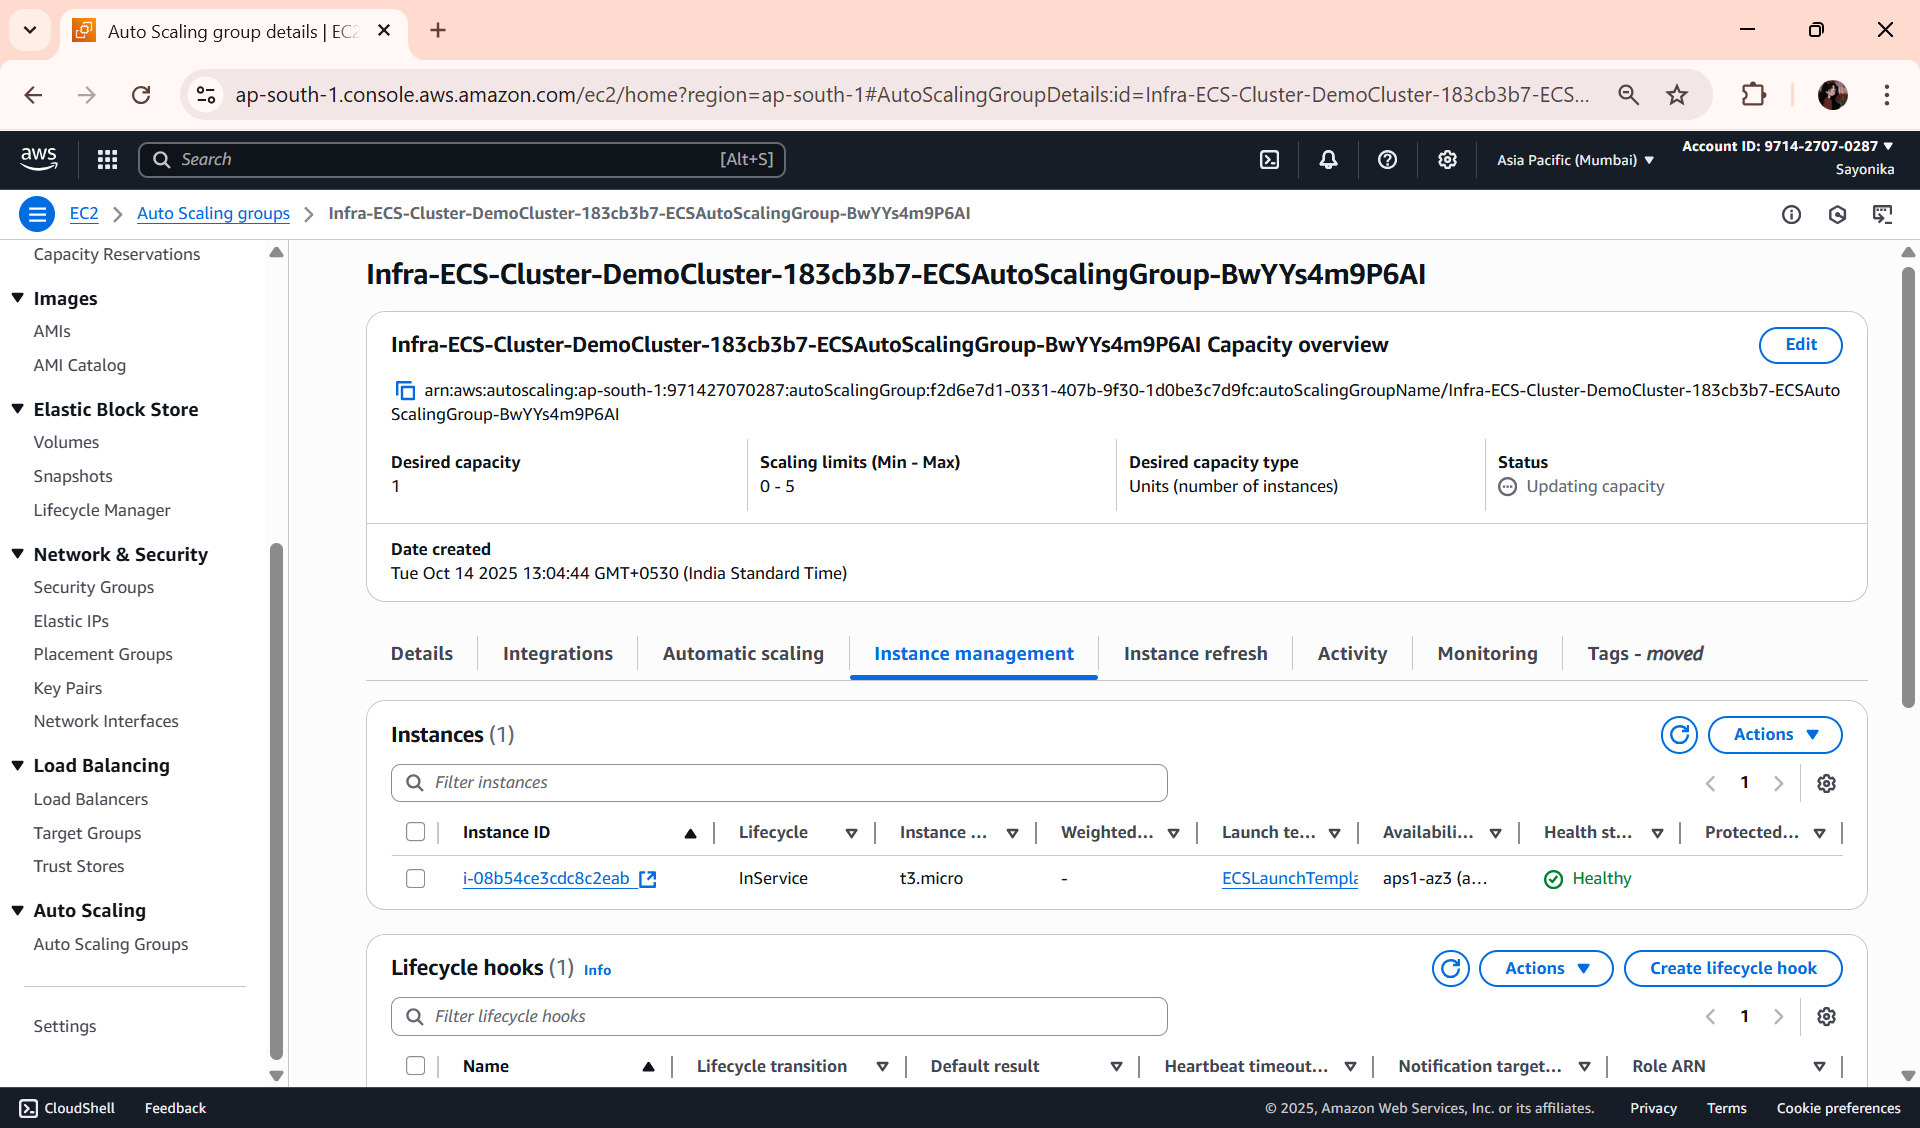 Auto Scaling group details | EC2
ap-south-1.console.aws.amazon.com/ec2/home?region=ap-south-1#AutoScalingGroupDetails:id=Infra-ECS-Cluster-DemoCluster-183cb3b7-ECS...
aws
Search
[Alt+S]
Asia Pacific (Mumbai)
Account ID: 9714-2707-0287
Sayonika
EC2
Auto Scaling groups
Infra-ECS-Cluster-DemoCluster-183cb3b7-ECSAutoScalingGroup-BwYYs4m9P6AI
Capacity Reservations
Images
AMIs
AMI Catalog
Elastic Block Store
Volumes
Snapshots
Lifecycle Manager
Network & Security
Security Groups
Elastic IPs
Placement Groups
Key Pairs
Network Interfaces
Load Balancing
Load Balancers
Target Groups
Trust Stores
Auto Scaling
Auto Scaling Groups
Settings
Infra-ECS-Cluster-DemoCluster-183cb3b7-ECSAutoScalingGroup-BwYYs4m9P6AI
Infra-ECS-Cluster-DemoCluster-183cb3b7-ECSAutoScalingGroup-BwYYs4m9P6AI Capacity overview
Edit
arn:aws:autoscaling:ap-south-1:971427070287:autoScalingGroup:f2d6e7d1-0331-407b-9f30-1d0be3c7d9fc:autoScalingGroupName/Infra-ECS-Cluster-DemoCluster-183cb3b7-ECSAuto
ScalingGroup-BwYYs4m9P6AI
Desired capacity
1
Scaling limits (Min - Max)
0 - 5
Desired capacity type
Units (number of instances)
Status
Updating capacity
Date created
Tue Oct 14 2025 13:04:44 GMT+0530 (India Standard Time)
Details
Integrations
Automatic scaling
Instance management
Instance refresh
Activity
Monitoring
Tags - moved
Instances (1)
Actions
Filter instances
1
Instance ID
Lifecycle
Instance ...
Weighted...
Launch te...
Availabili...
Health st...
Protected...
i-08b54ce3cdc8c2eab
InService
t3.micro
-
ECSLaunchTempla
aps1-az3 (a...
Healthy
Lifecycle hooks (1)
Info
Actions
Create lifecycle hook
Filter lifecycle hooks
1
Name
Lifecycle transition
Default result
Heartbeat timeout...
Notification target...
Role ARN
CloudShell
Feedback
© 2025, Amazon Web Services, Inc. or its affiliates.
Privacy
Terms
Cookie preferences